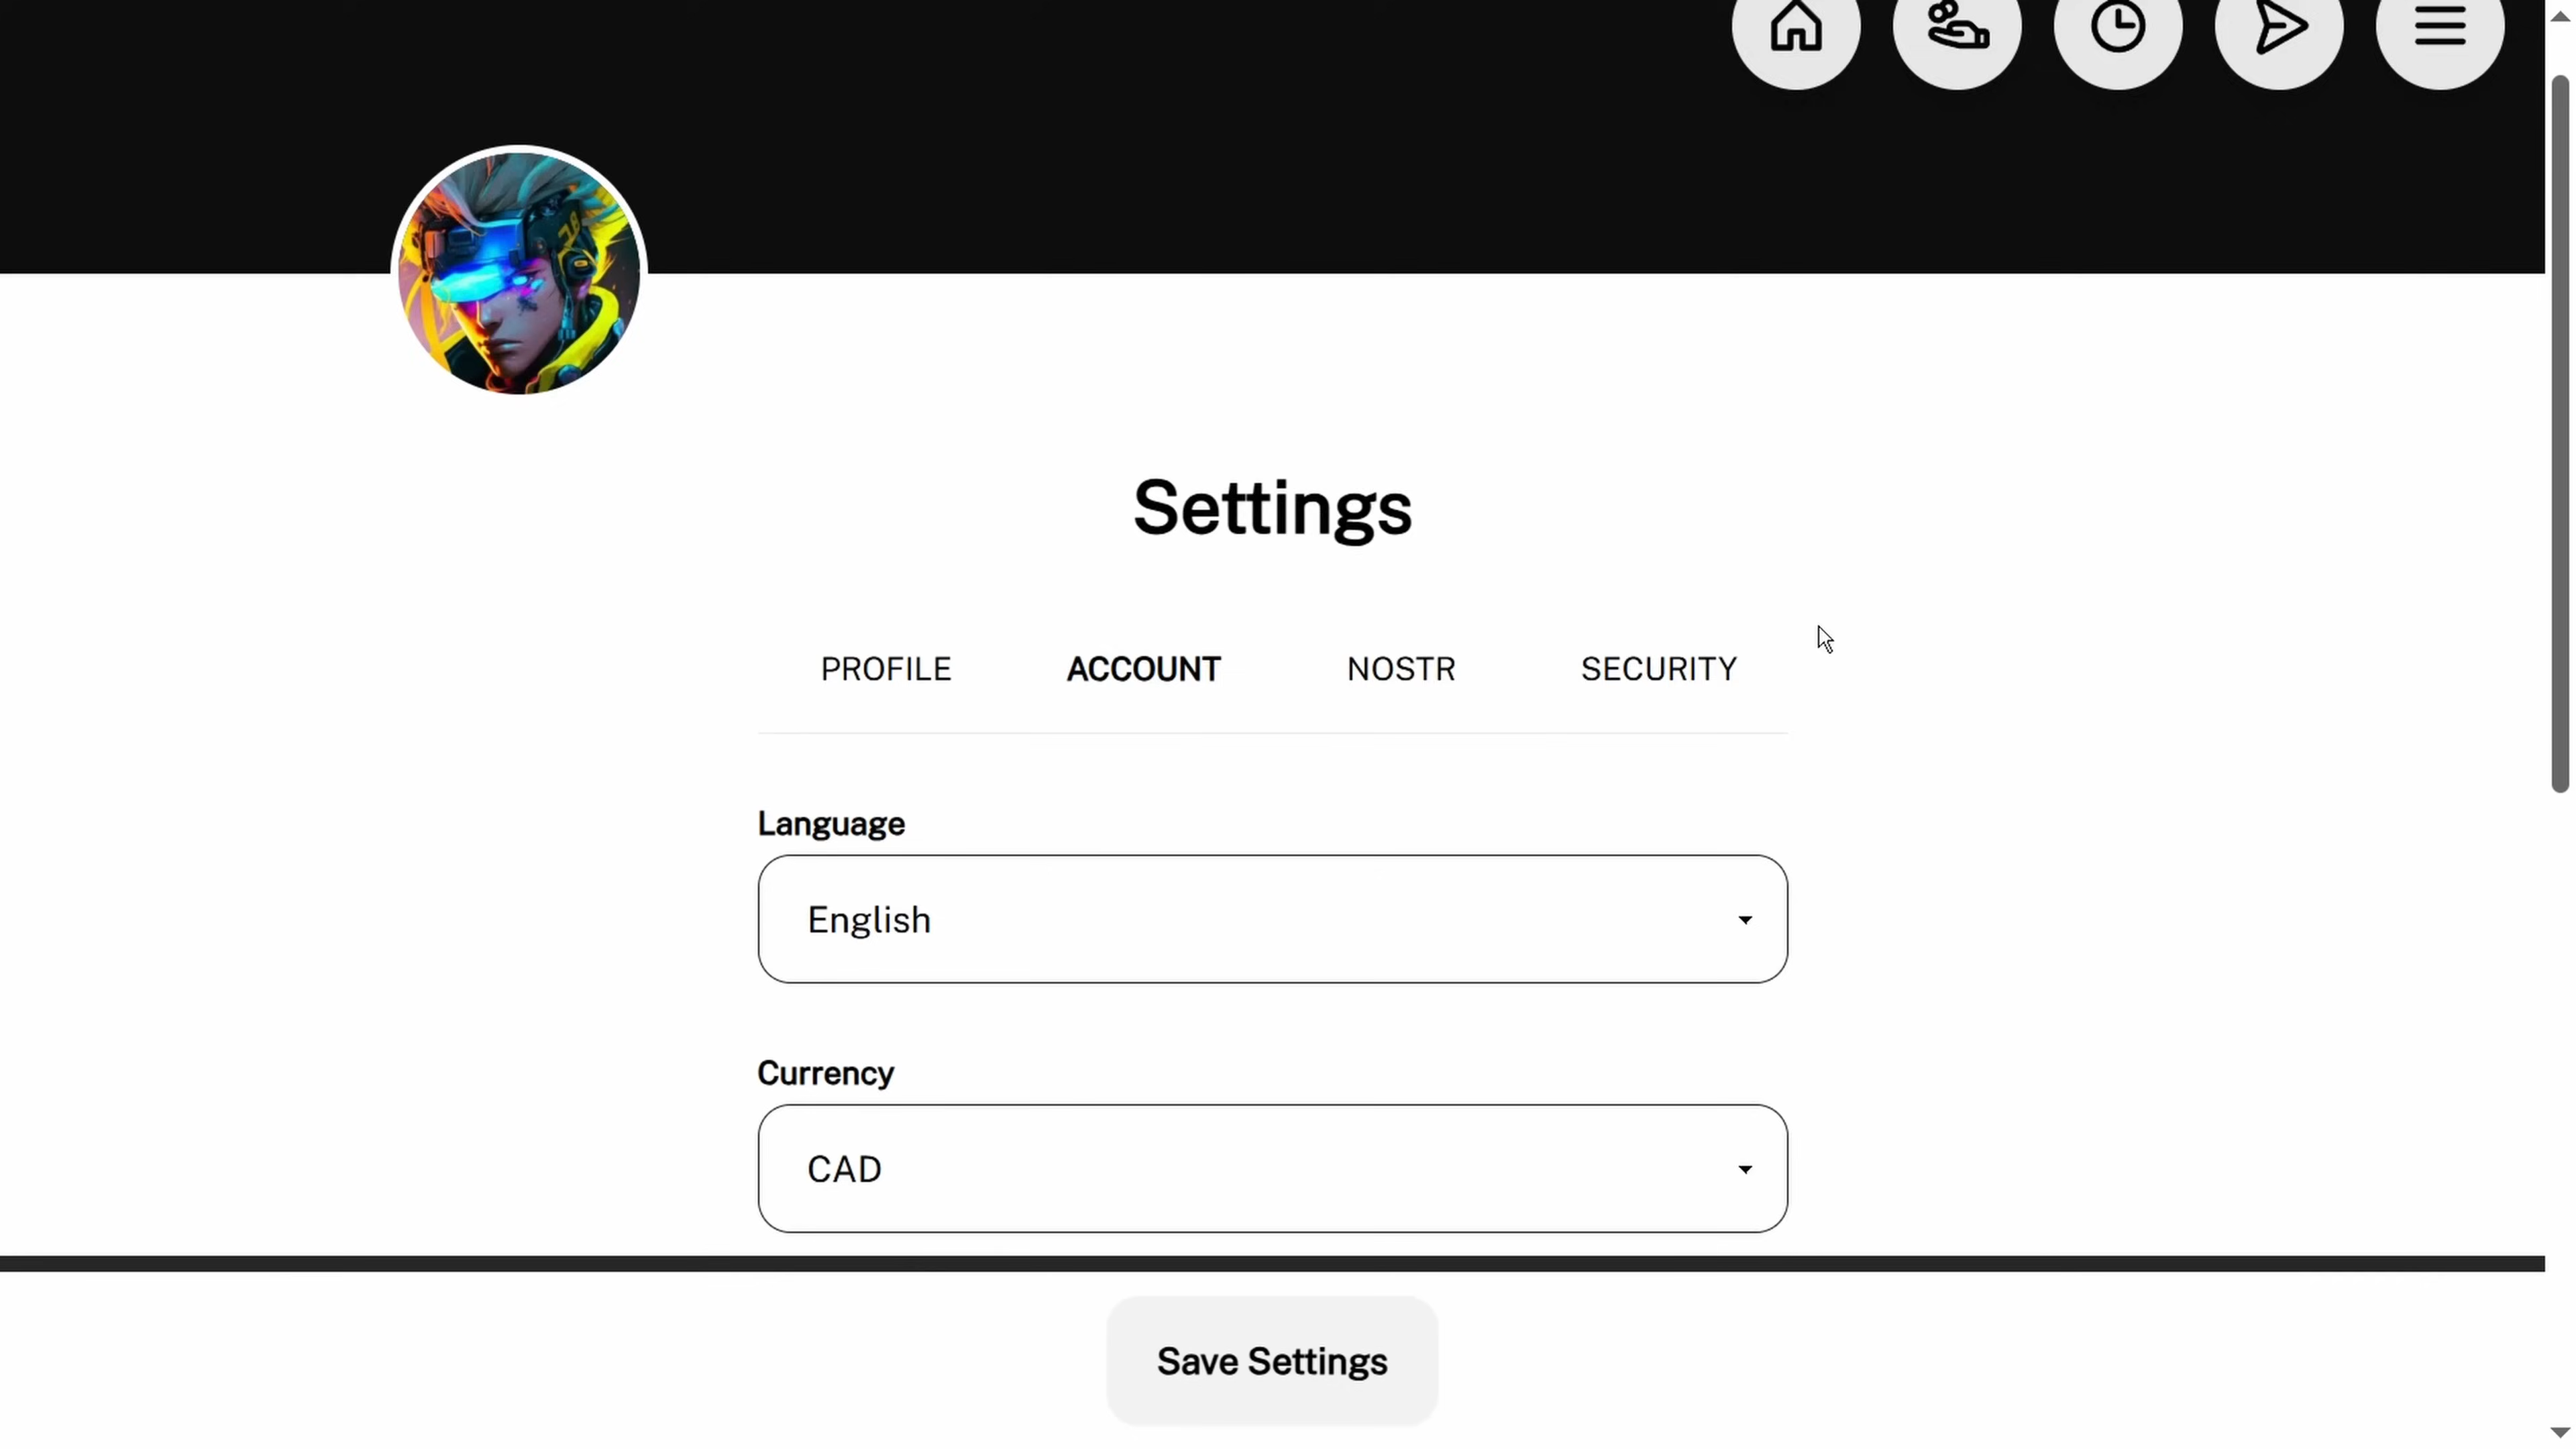 Settings
PROFILE ACCOUNT NOSTR SECURITY
Language
English
Currency
CAD
Save Settings